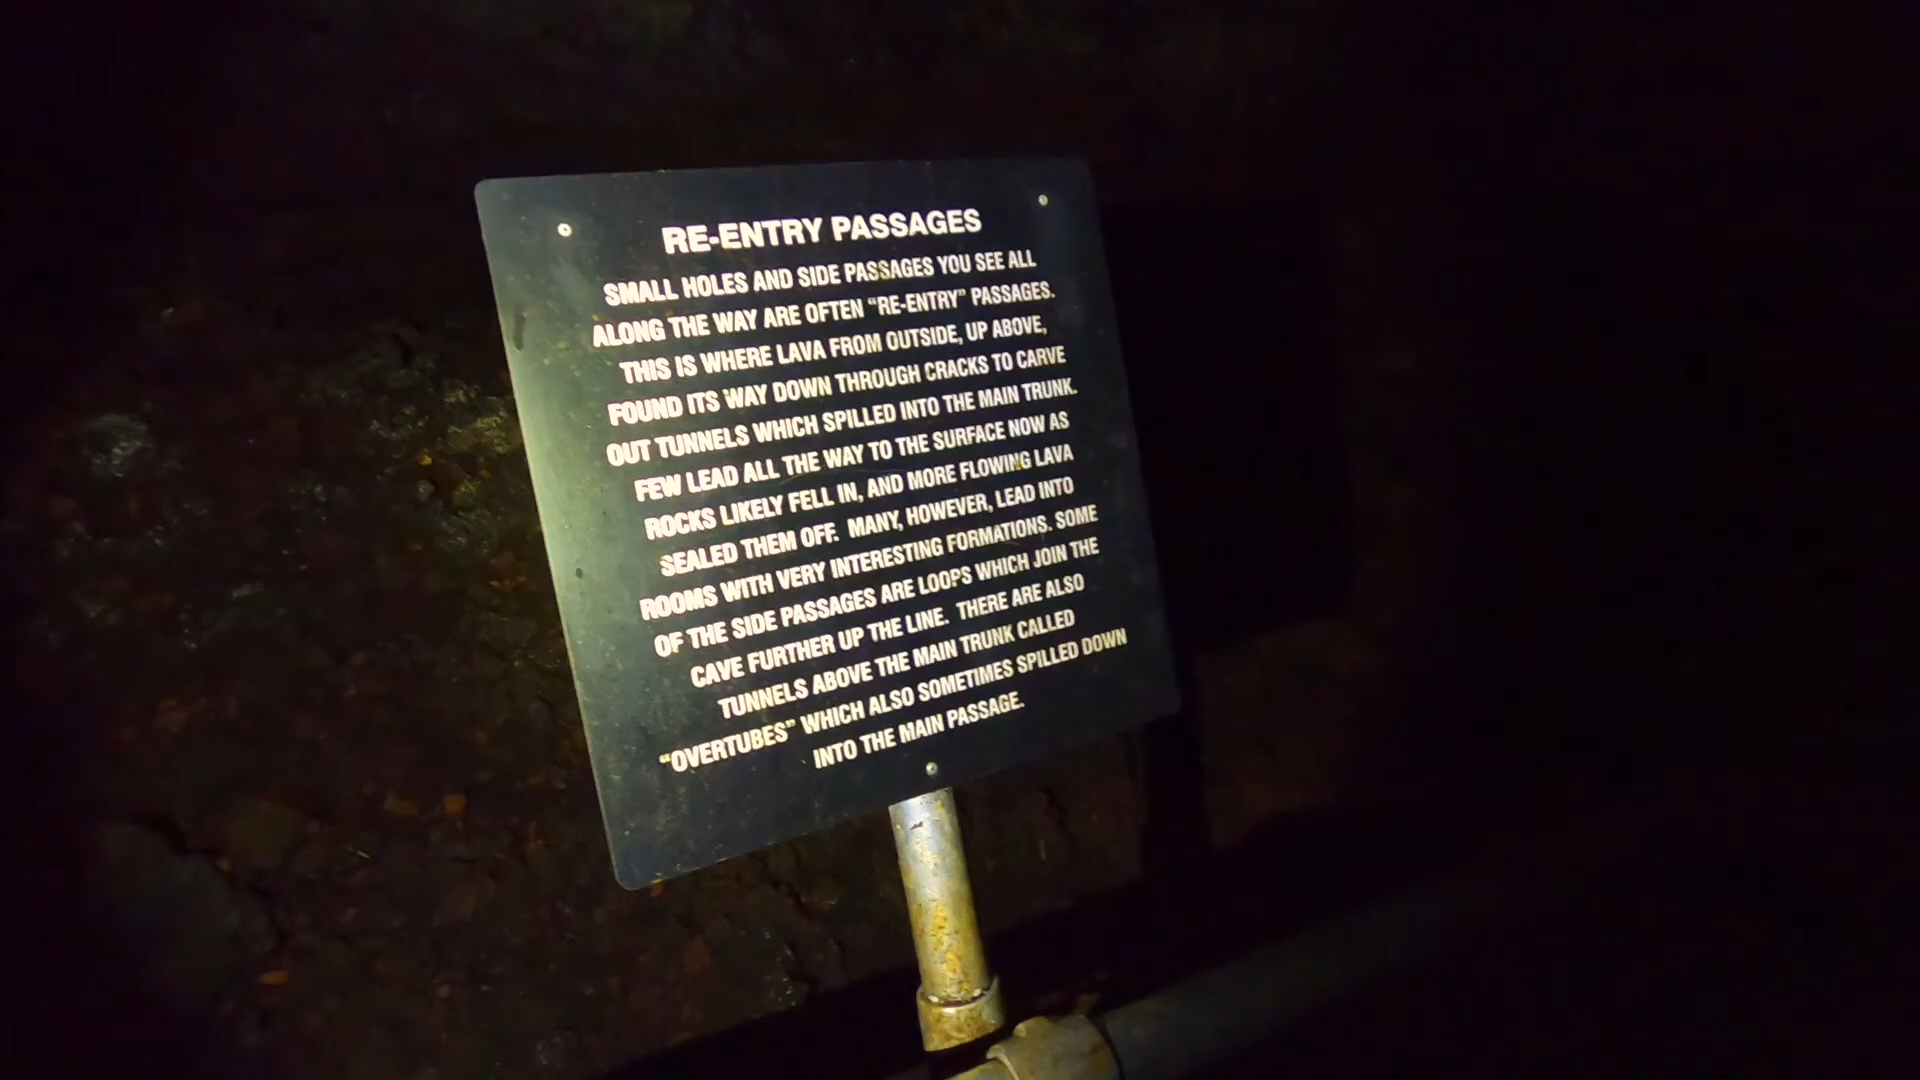 RE-ENTRY PASSAGES
SMALL HOLES AND SIDE PASSAGES YOU SEE ALL
ALONG THE WAY ARE OFTEN “RE-ENTRY” PASSAGES.
THIS IS WHERE LAVA FROM OUTSIDE, UP ABOVE,
FOUND ITS WAY DOWN THROUGH CRACKS TO CARVE
OUT TUNNELS WHICH SPILLED INTO THE MAIN TRUNK.
FEW LEAD ALL THE WAY TO THE SURFACE NOW AS
ROCKS LIKELY FELL IN, AND MORE FLOWING LAVA
SEALED THEM OFF. MANY, HOWEVER, LEAD INTO
ROOMS WITH VERY INTERESTING FORMATIONS. SOME
OF THE SIDE PASSAGES ARE LOOPS WHICH JOIN THE
CAVE FURTHER UP THE LINE. THERE ARE ALSO
TUNNELS ABOVE THE MAIN TRUNK CALLED
“OVERTUBES” WHICH ALSO SOMETIMES SPILLED DOWN
INTO THE MAIN PASSAGE.